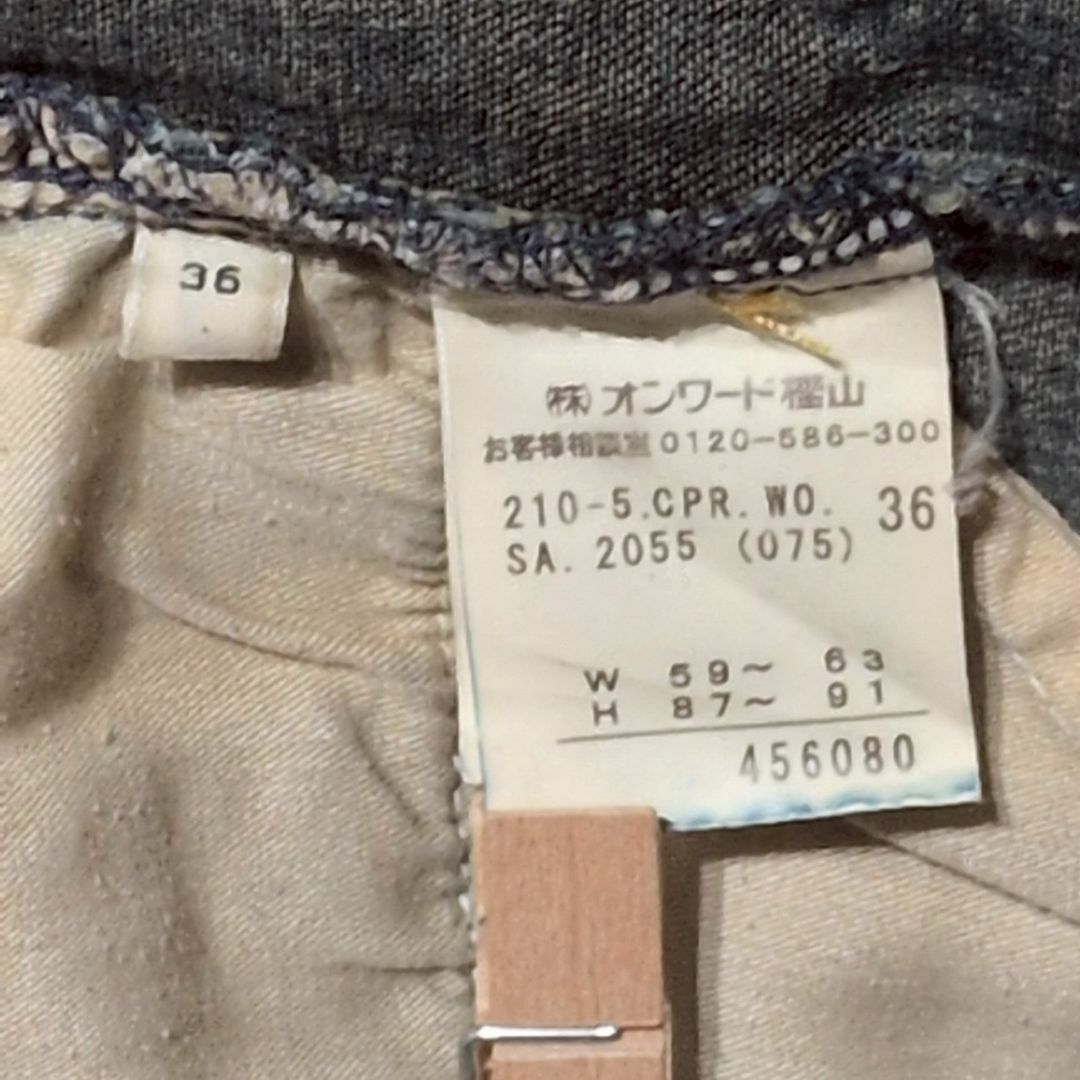 36
㈱オンワード樫山
お客様相談室 0120-586-300
210-5.CPR.WO. 36
SA. 2055 (075)
W 59~ 63
H 87~ 91
456080